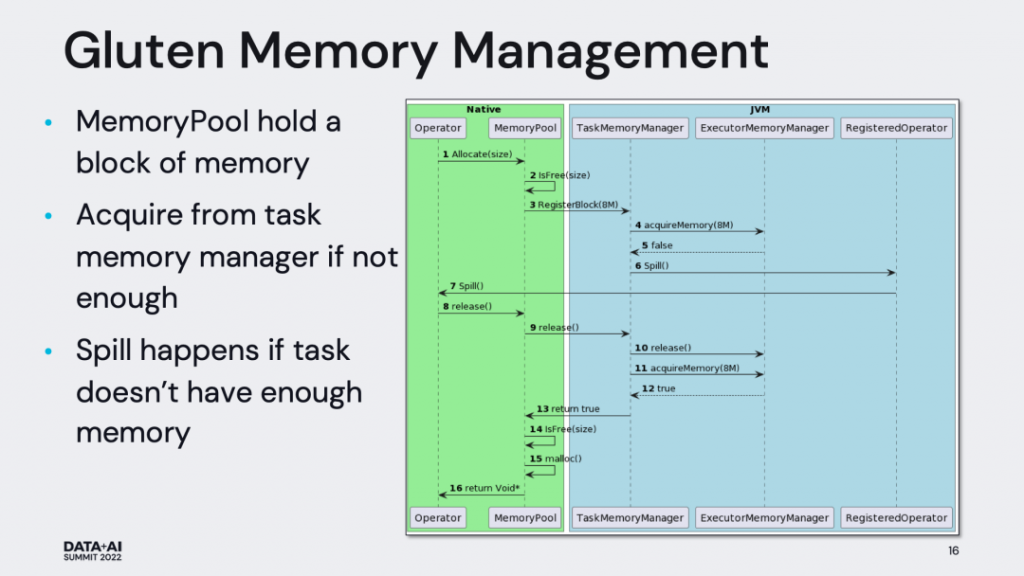 Gluten Memory Management
• MemoryPool hold a
block of memory
• Acquire from task
memory manager if not
enough
• Spill happens if task
doesn't have enough
memory
Native
JVM
Operator
MemoryPool
TaskMemoryManager
ExecutorMemoryManager
RegisteredOperator
1 Allocate(size)
2 IsFree(size)
3 RegisterBlock(8M)
4 acquireMemory(8M)
5 false
6 Spill()
7 Spill()
8 release()
9 release()
10 release()
11 acquireMemory(8M)
12 true
13 return true
14 IsFree(size)
15 malloc()
16 return Void*
Operator
MemoryPool
TaskMemoryManager
ExecutorMemoryManager
RegisteredOperator
DATA+AI
SUMMIT 2022
16